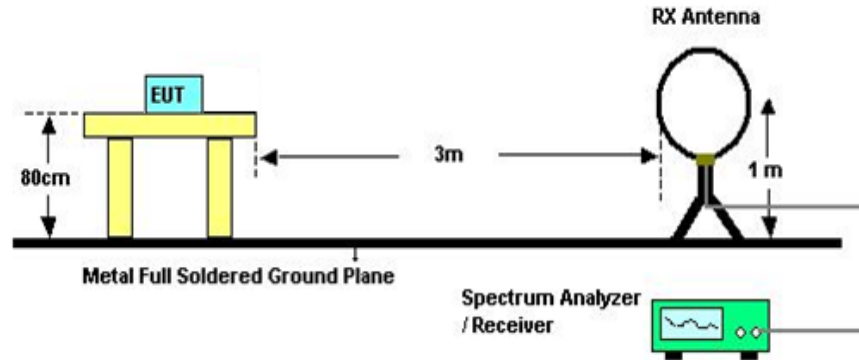 RX Antenna
EUT
3m
80cm
1 m
Metal Full Soldered Ground Plane
Spectrum Analyzer
/ Receiver